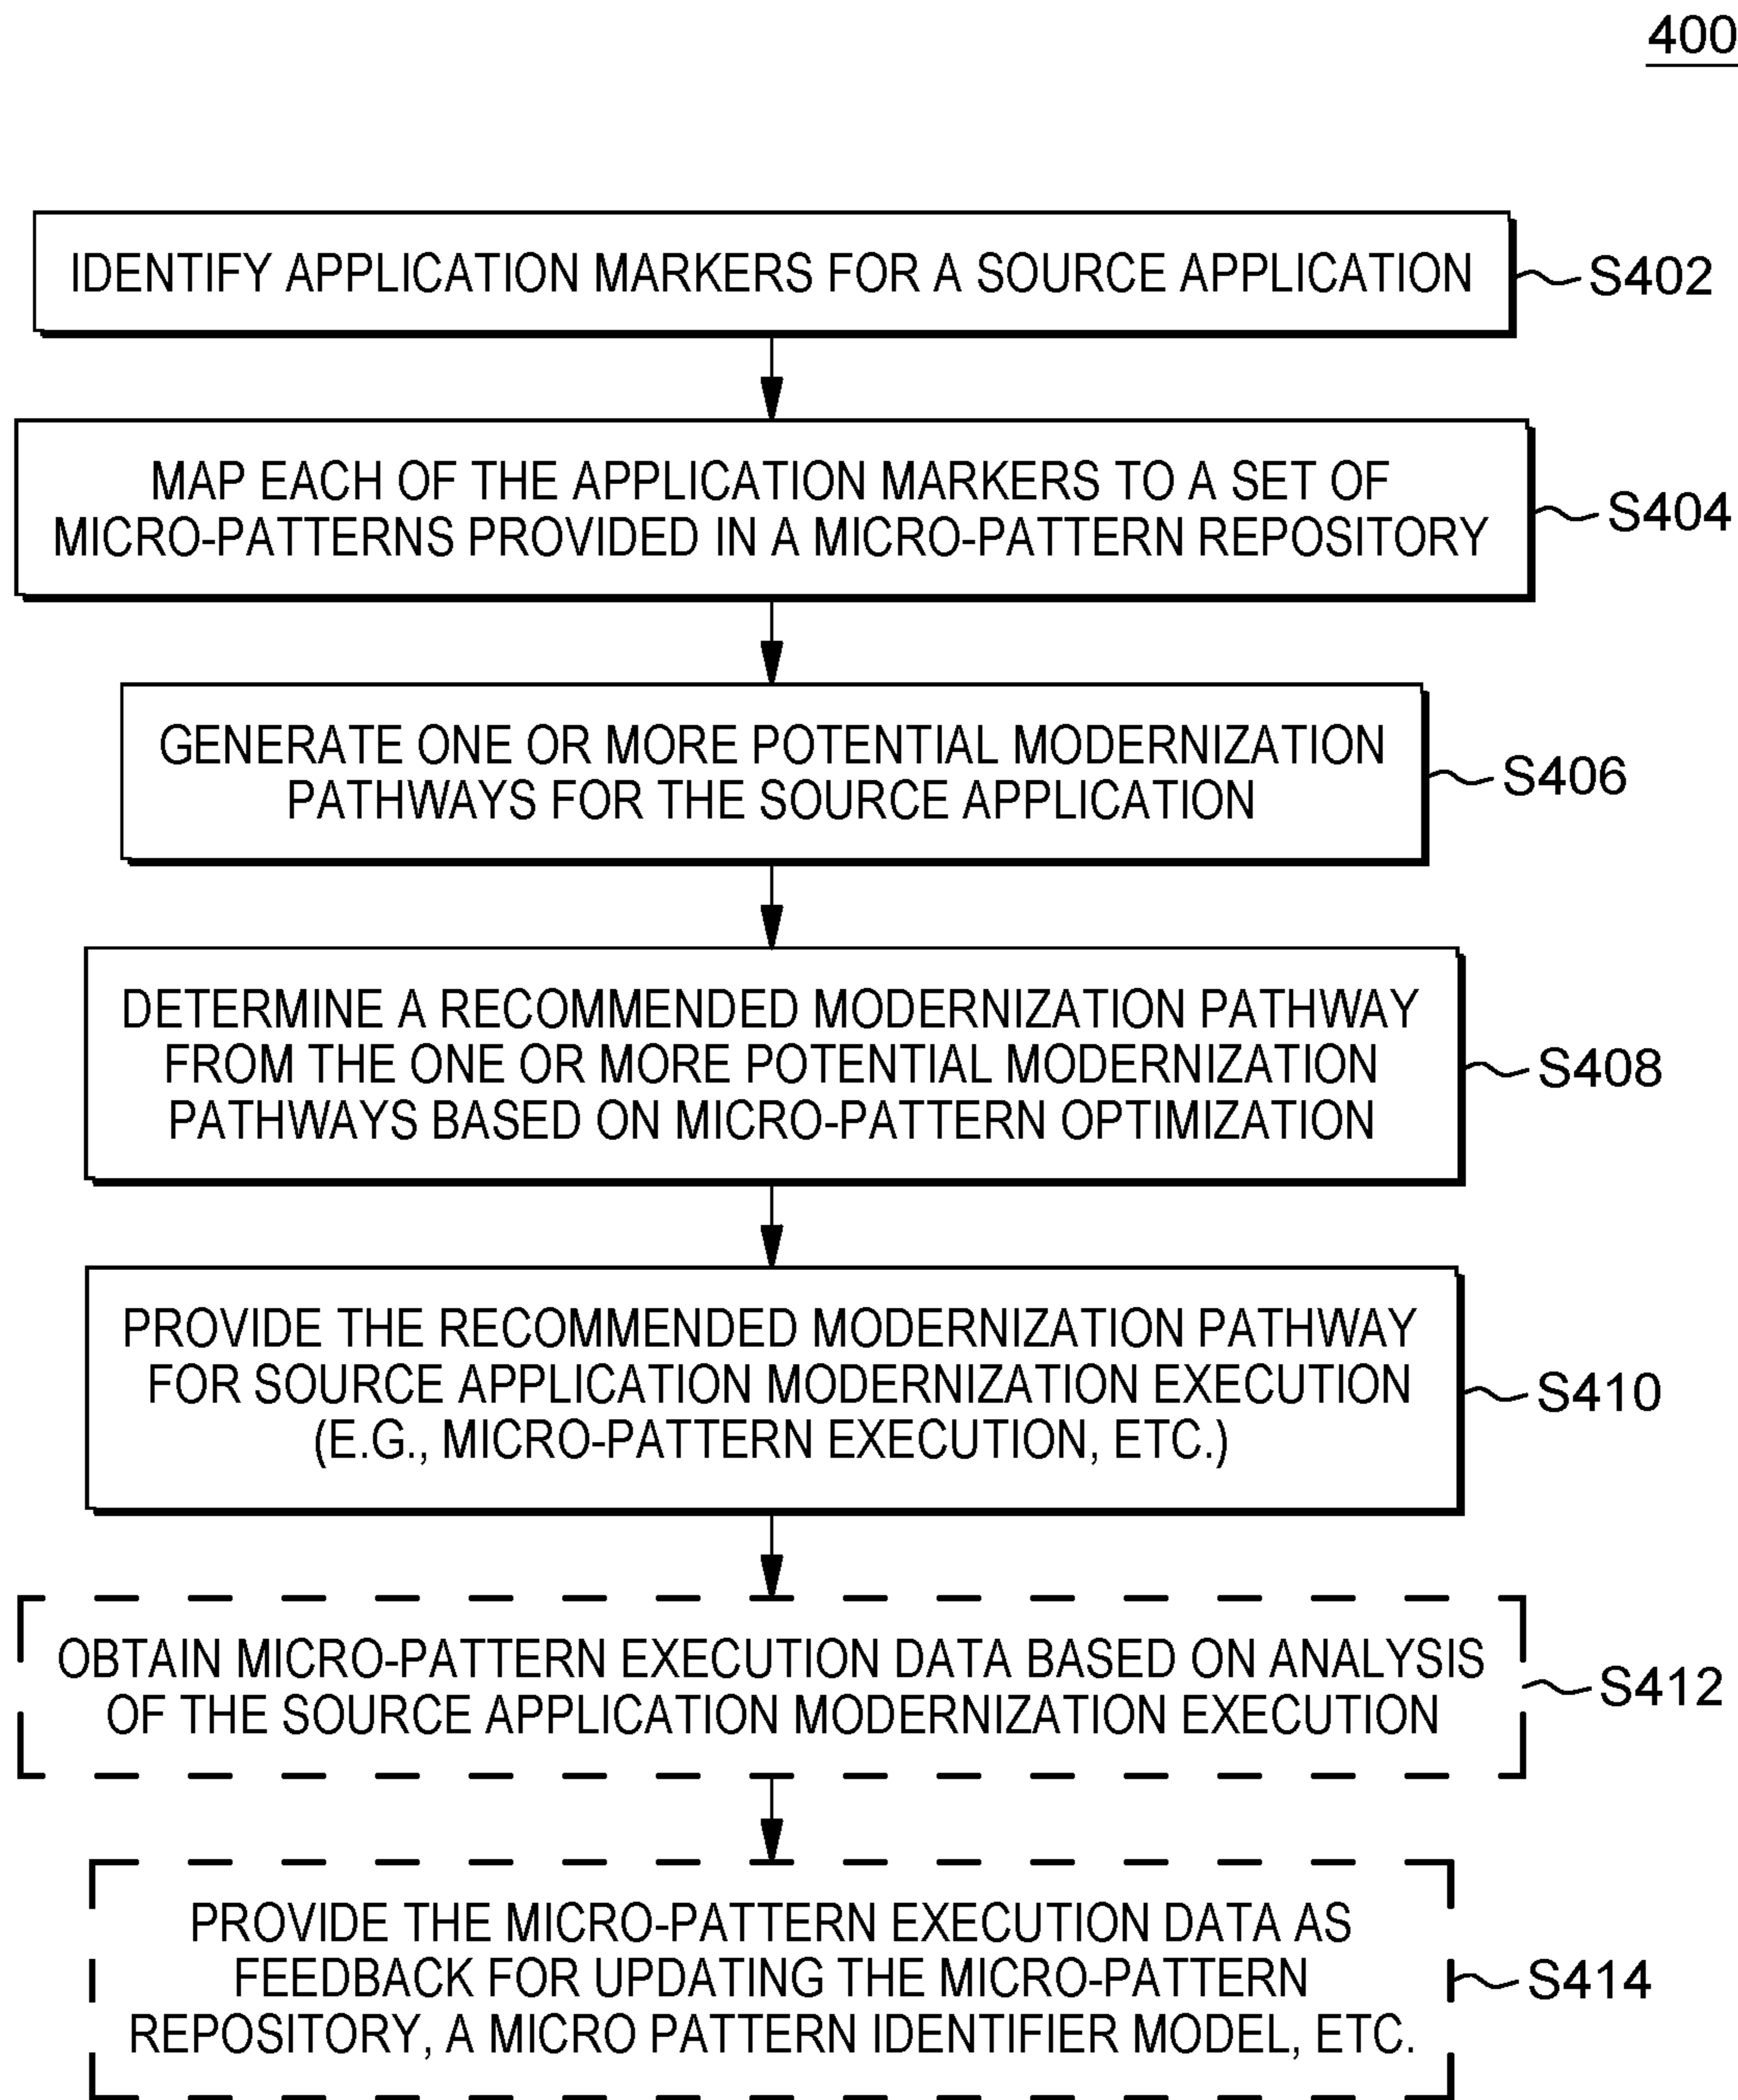 400
IDENTIFY APPLICATION MARKERS FOR A SOURCE APPLICATION
S402
MAP EACH OF THE APPLICATION MARKERS TO A SET OF
MICRO-PATTERNS PROVIDED IN A MICRO-PATTERN REPOSITORY
S404
GENERATE ONE OR MORE POTENTIAL MODERNIZATION
PATHWAYS FOR THE SOURCE APPLICATION
S406
DETERMINE A RECOMMENDED MODERNIZATION PATHWAY
FROM THE ONE OR MORE POTENTIAL MODERNIZATION
PATHWAYS BASED ON MICRO-PATTERN OPTIMIZATION
S408
PROVIDE THE RECOMMENDED MODERNIZATION PATHWAY
FOR SOURCE APPLICATION MODERNIZATION EXECUTION
(E.G., MICRO-PATTERN EXECUTION, ETC.)
S410
OBTAIN MICRO-PATTERN EXECUTION DATA BASED ON ANALYSIS
OF THE SOURCE APPLICATION MODERNIZATION EXECUTION
S412
PROVIDE THE MICRO-PATTERN EXECUTION DATA AS
FEEDBACK FOR UPDATING THE MICRO-PATTERN
REPOSITORY, A MICRO PATTERN IDENTIFIER MODEL, ETC.
S414